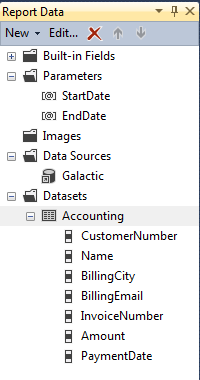 Report Data
New Edit...
Built-in Fields
Parameters
[@] StartDate
[@] EndDate
Images
Data Sources
Galactic
Datasets
Accounting
CustomerNumber
Name
BillingCity
BillingEmail
InvoiceNumber
Amount
PaymentDate